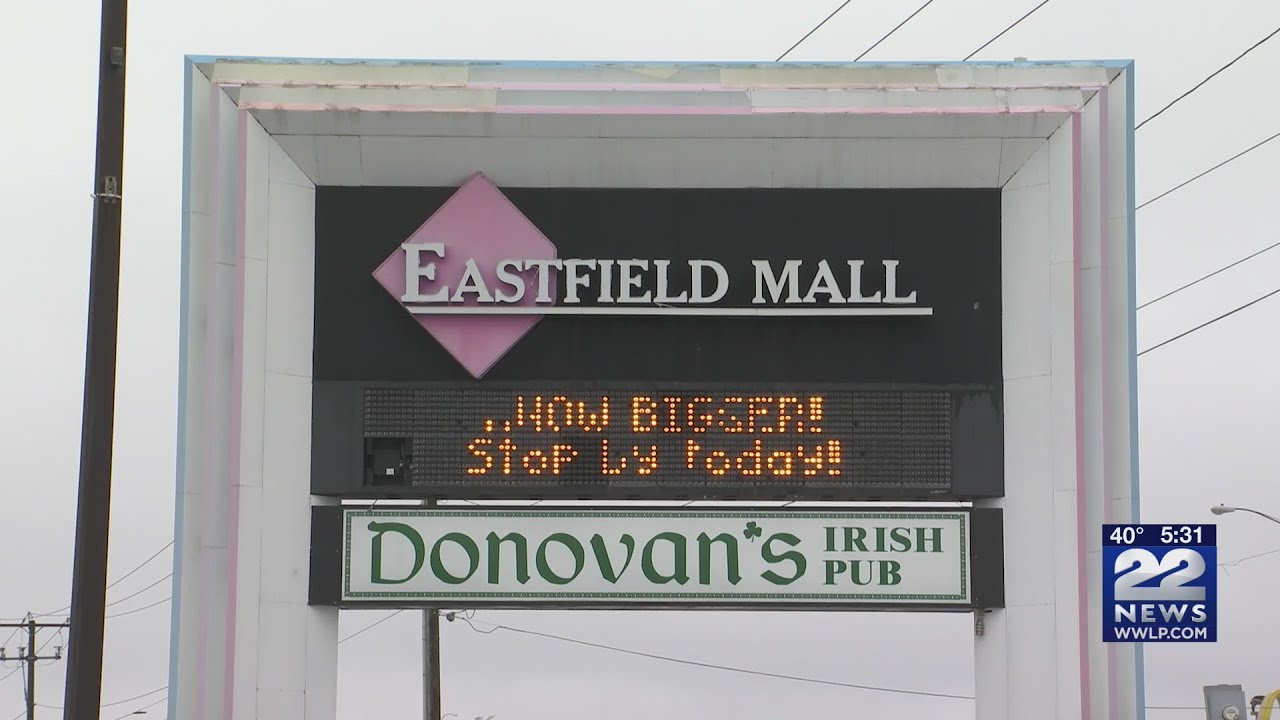 EASTFIELD MALL
..NOW BIGGER!
Stop by today!
Donovan's IRISH
PUB
40° 5:31
22
NEWS
WWLP.COM